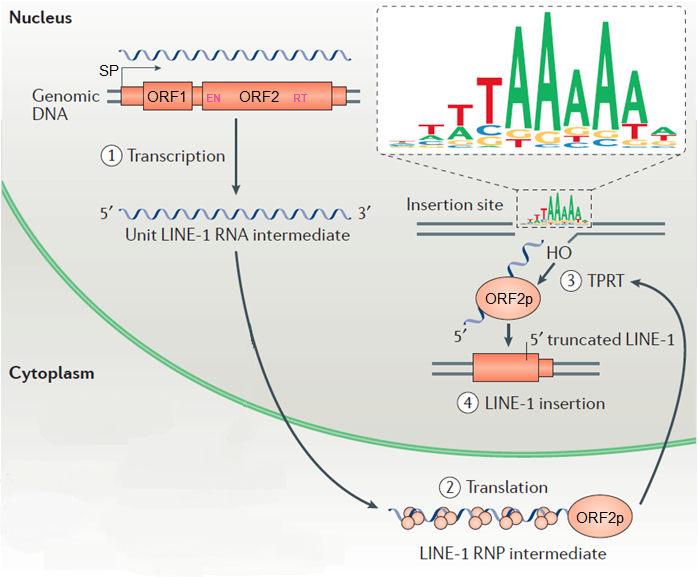 Nucleus
SP
Genomic
DNA
ORF1
EN
ORF2
RT
1 Transcription
5′
3′
Unit LINE-1 RNA intermediate
Insertion site
TTTAAAAATA
HO
ORF2p
3 TPRT
5′
5′ truncated LINE-1
4 LINE-1 insertion
Cytoplasm
2 Translation
ORF2p
LINE-1 RNP intermediate